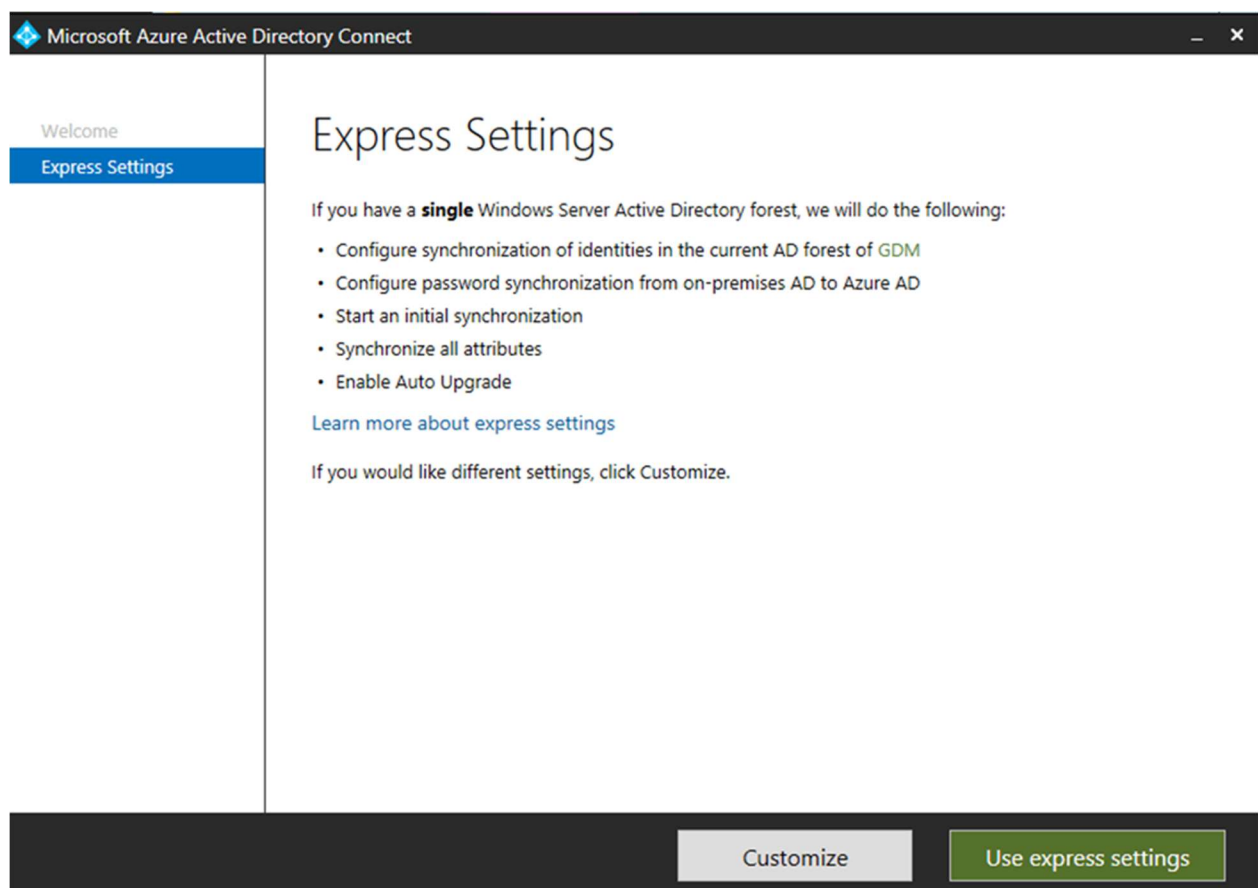 Microsoft Azure Active Directory Connect
Welcome
Express Settings
Express Settings
If you have a single Windows Server Active Directory forest, we will do the following:
• Configure synchronization of identities in the current AD forest of GDM
• Configure password synchronization from on-premises AD to Azure AD
• Start an initial synchronization
• Synchronize all attributes
• Enable Auto Upgrade
Learn more about express settings
If you would like different settings, click Customize.
Customize
Use express settings